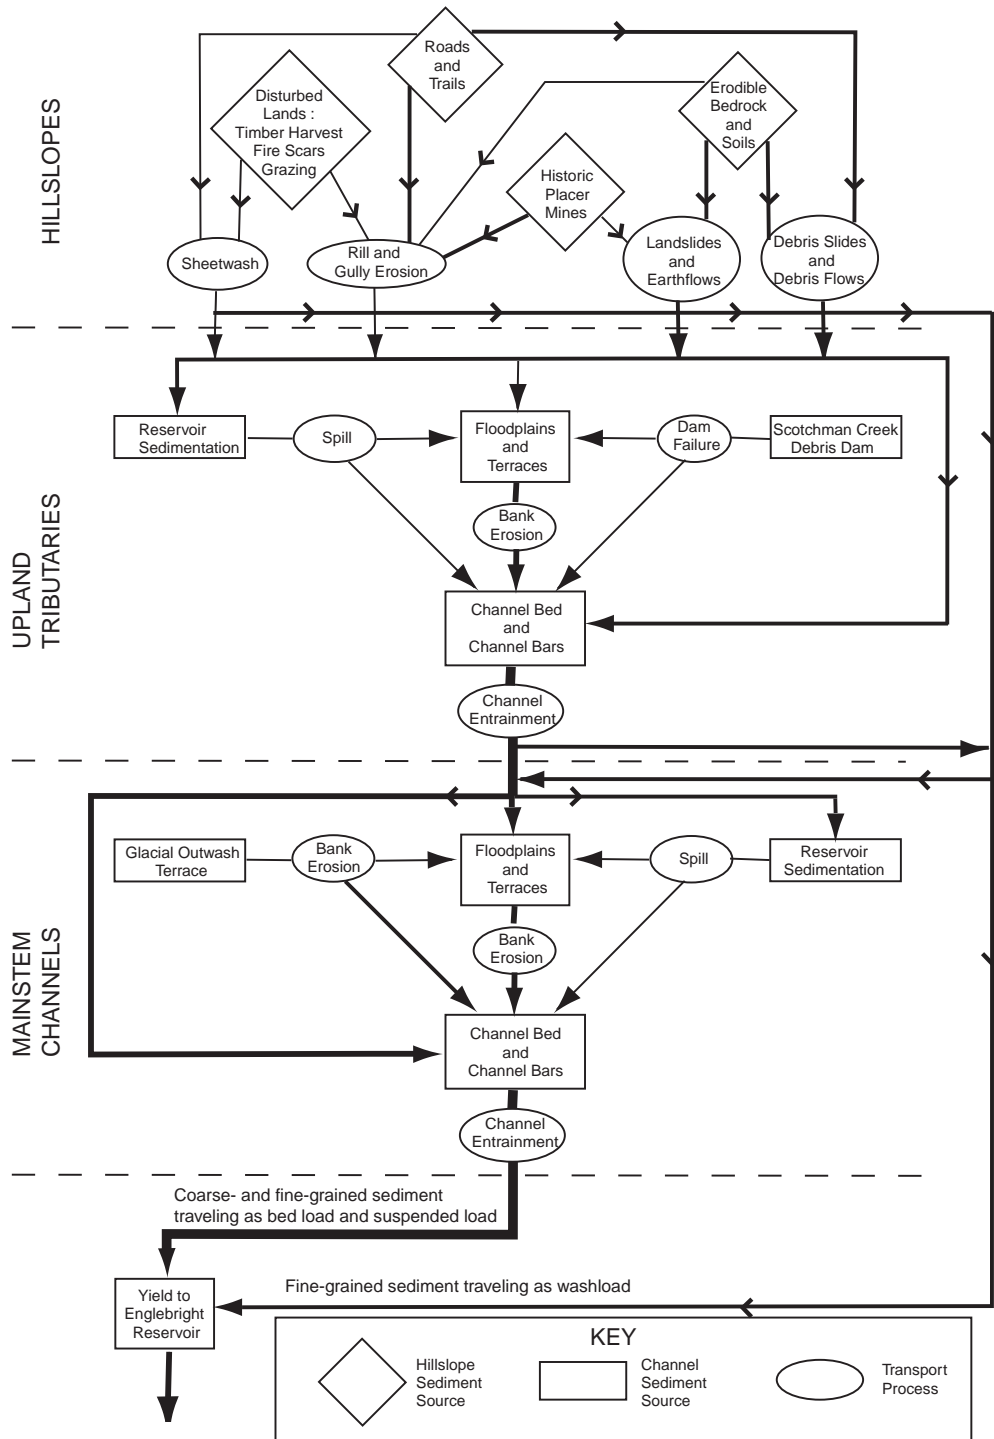 HILLSLOPES
Roads
and
Trails
Disturbed
Lands :
Timber Harvest
Fire Scars
Grazing
Erodible
Bedrock
and
Soils
Historic
Placer
Mines
Sheetwash
Rill and
Gully Erosion
Landslides
and
Earthflows
Debris Slides
and
Debris Flows
UPLAND
TRIBUTARIES
Reservoir
Sedimentation
Spill
Floodplains
and
Terraces
Dam
Failure
Scotchman Creek
Debris Dam
Bank
Erosion
Channel Bed
and
Channel Bars
Channel
Entrainment
MAINSTEM
CHANNELS
Glacial Outwash
Terrace
Bank
Erosion
Floodplains
and
Terraces
Spill
Reservoir
Sedimentation
Bank
Erosion
Channel Bed
and
Channel Bars
Channel
Entrainment
Coarse- and fine-grained sediment
traveling as bed load and suspended load
Fine-grained sediment traveling as washload
Yield to
Englebright
Reservoir
KEY
Hillslope
Sediment
Source
Channel
Sediment
Source
Transport
Process